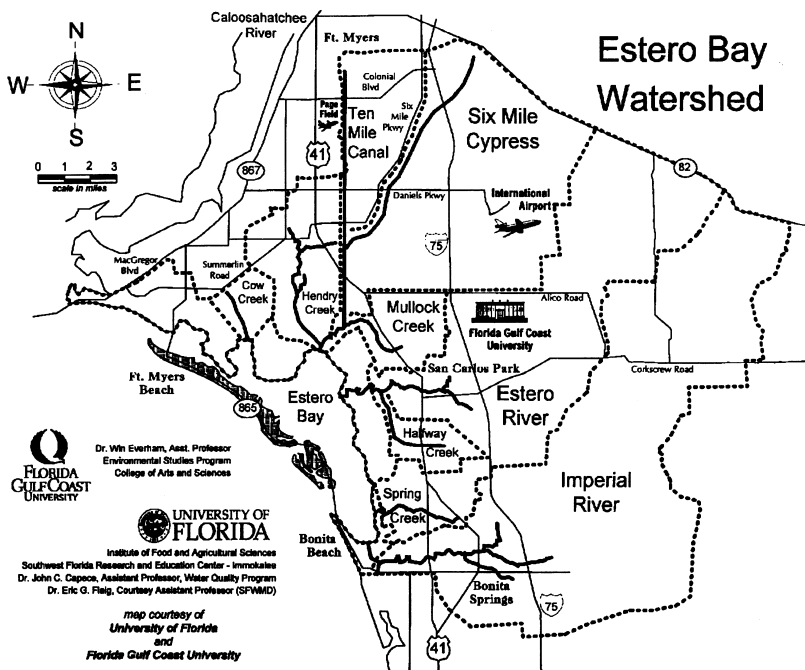 Caloosahatchee
River
N
W E
S
0 1 2 3
scale in miles
Ft. Myers
Colonial
Blvd
Page
Field
Ten
Mile
Canal
Six
Mile
Pkwy
41
867
Estero Bay
Watershed
Six Mile
Cypress
82
Daniels Pkwy
International
Airport
75
MacGregor
Blvd
Summerlin
Road
Cow
Creek
Hendry
Creek
Mullock
Creek
Florida Gulf Coast
University
Alico Road
San Carlos Park
Corkscrew Road
Ft. Myers
Beach
865
Estero
Bay
Estero
River
Halfway
Creek
Imperial
River
Spring
Creek
Bonita
Beach
Bonita
Springs
75
41
FLORIDA
GULF COAST
UNIVERSITY
Dr. Win Everham, Asst. Professor
Environmental Studies Program
College of Arts and Sciences
UNIVERSITY OF
FLORIDA
Institute of Food and Agricultural Sciences
Southwest Florida Research and Education Center - Immokalee
Dr. John C. Capece, Assistant Professor, Water Quality Program
Dr. Eric G. Flaig, Courtesy Assistant Professor (SFWMD)
map courtesy of
University of Florida
and
Florida Gulf Coast University